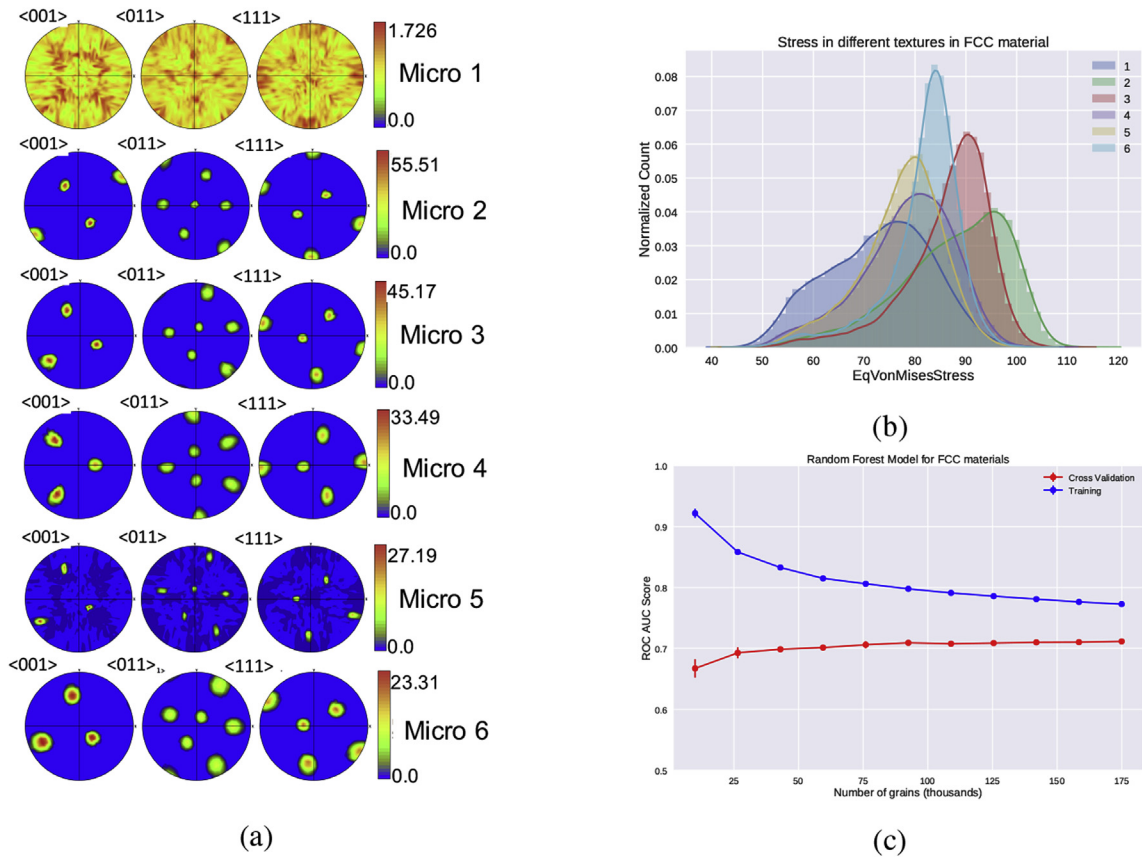 <001> <011> <111>
1.726
Micro 1
0.0
<001> <011> <111>
55.51
Micro 2
0.0
<001> <011> <111>
45.17
Micro 3
0.0
<001> <011> <111>
33.49
Micro 4
0.0
<001> <011> <111>
27.19
Micro 5
0.0
<001> <011> <111>
23.31
Micro 6
0.0
(a)
Stress in different textures in FCC material
0.08
0.07
0.06
0.05
0.04
0.03
0.02
0.01
0.00
Normalized Count
1
2
3
4
5
6
40 50 60 70 80 90 100 110 120
EqVonMisesStress
(b)
Random Forest Model for FCC materials
1.0
0.9
0.8
0.7
0.6
0.5
ROC AUC Score
Cross Validation
Training
25 50 75 100 125 150 175
Number of grains (thousands)
(c)